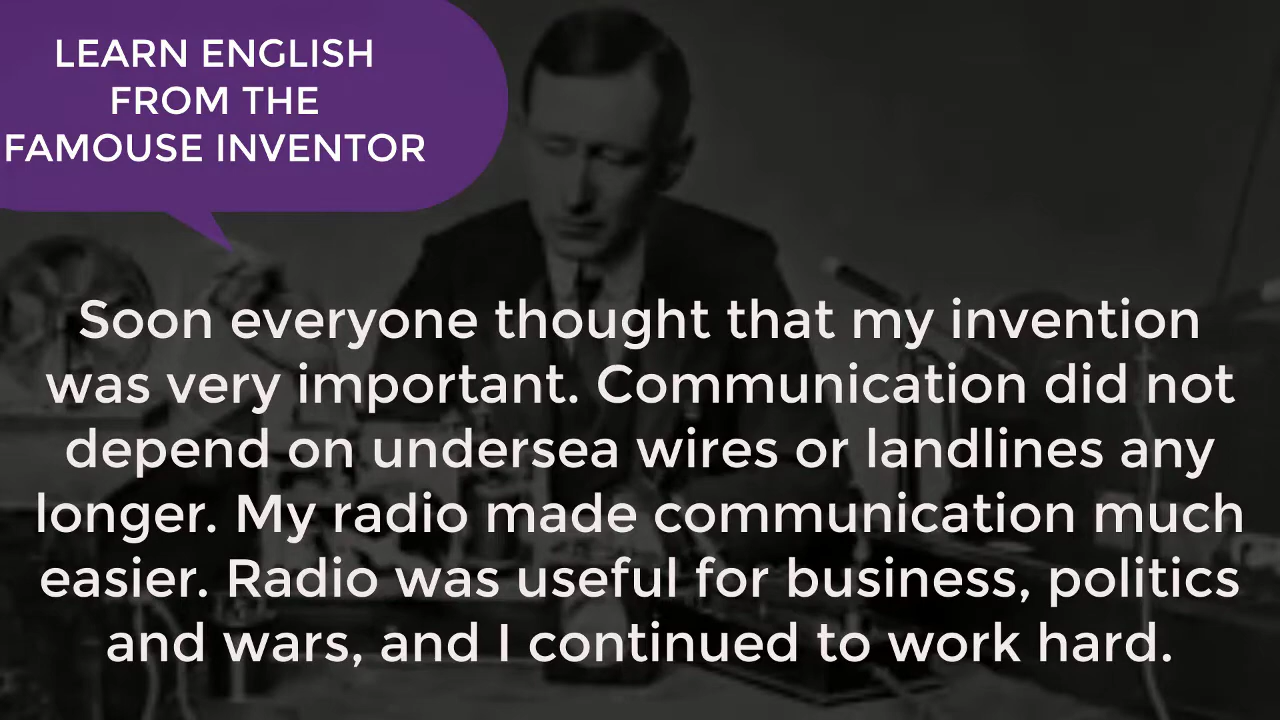 LEARN ENGLISH
FROM THE
FAMOUSE INVENTOR
Soon everyone thought that my invention
was very important. Communication did not
depend on undersea wires or landlines any
longer. My radio made communication much
easier. Radio was useful for business, politics
and wars, and I continued to work hard.